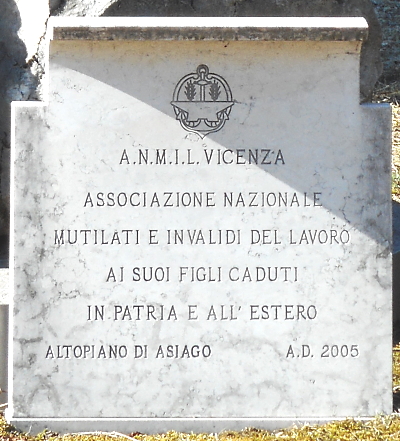 A.N.M.I.L. VICENZA
ASSOCIAZIONE NAZIONALE
MUTILATI E INVALIDI DEL LAVORO
AI SUOI FIGLI CADUTI
IN PATRIA E ALL' ESTERO
ALTOPIANO DI ASIAGO A.D. 2005